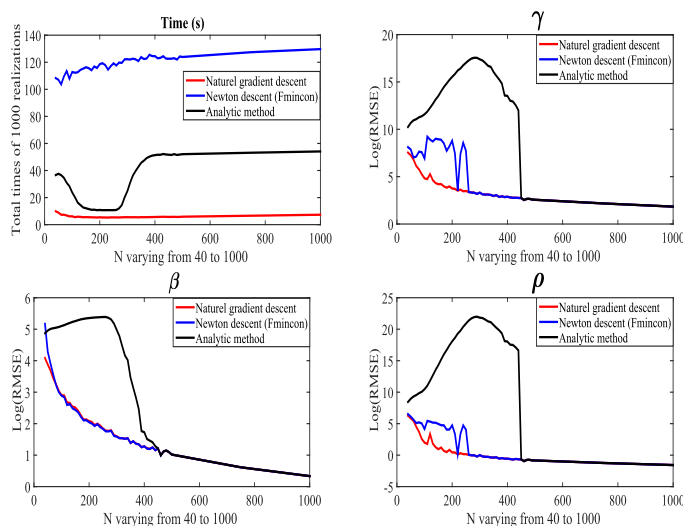 Time (s)
Total times of 1000 realizations
140
120
100
80
60
40
20
0
0 200 400 600 800 1000
N varying from 40 to 1000
Naturel gradient descent
Newton descent (Fmincon)
Analytic method
γ
Log(RMSE)
20
15
10
5
0
0 200 400 600 800 1000
N varying from 40 to 1000
Naturel gradient descent
Newton descent (Fmincon)
Analytic method
β
Log(RMSE)
6
5
4
3
2
1
0
0 200 400 600 800 1000
N varying from 40 to 1000
Naturel gradient descent
Newton descent (Fmincon)
Analytic method
ρ
Log(RMSE)
25
20
15
10
5
0
-5
0 200 400 600 800 1000
N varying from 40 to 1000
Naturel gradient descent
Newton descent (Fmincon)
Analytic method